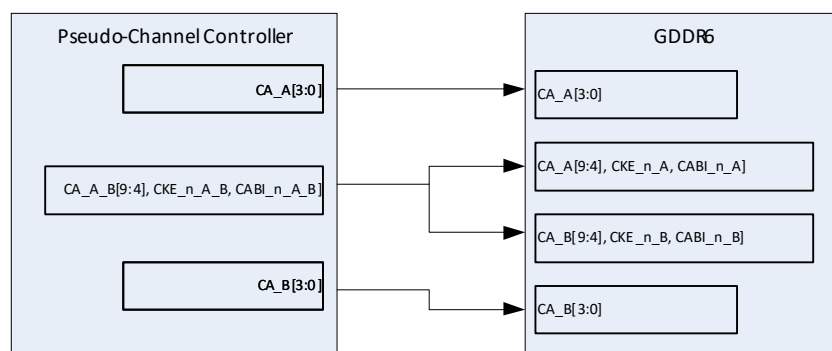 Pseudo-Channel Controller
CA_A[3:0]
CA_A_B[9:4], CKE_n_A_B, CABI_n_A_B]
CA_B[3:0]
GDDR6
CA_A[3:0]
CA_A[9:4], CKE_n_A, CABI_n_A]
CA_B[9:4], CKE_n_B, CABI_n_B]
CA_B[3:0]